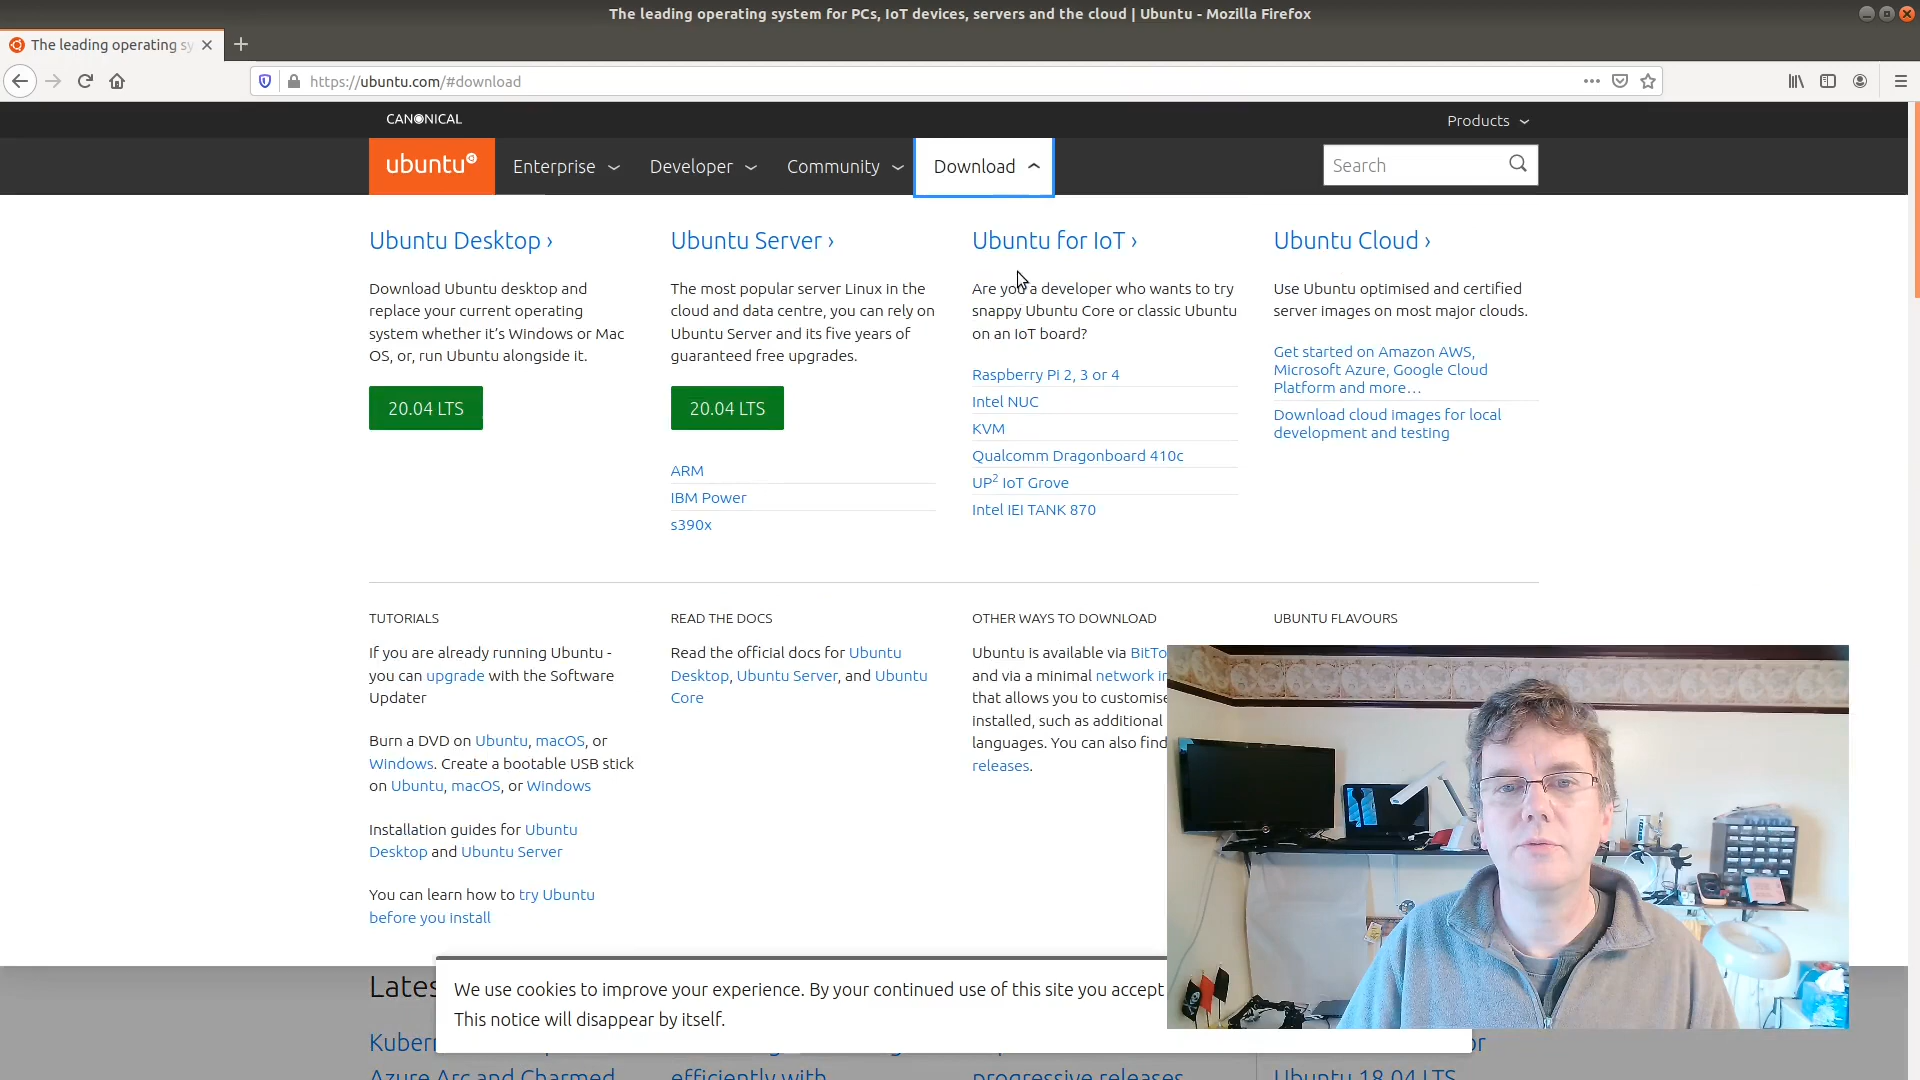 The leading operating system for PCs, IoT devices, servers and the cloud | Ubuntu - Mozilla Firefox
The leading operating sy
https://ubuntu.com/#download
CANONICAL
Products
ubuntu
Enterprise
Developer
Community
Download
Search
Ubuntu Desktop ›
Download Ubuntu desktop and
replace your current operating
system whether it’s Windows or Mac
OS, or, run Ubuntu alongside it.
20.04 LTS
Ubuntu Server ›
The most popular server Linux in the
cloud and data centre, you can rely on
Ubuntu Server and its five years of
guaranteed free upgrades.
20.04 LTS
ARM
IBM Power
s390x
Ubuntu for IoT ›
Are you a developer who wants to try
snappy Ubuntu Core or classic Ubuntu
on an IoT board?
Raspberry Pi 2, 3 or 4
Intel NUC
KVM
Qualcomm Dragonboard 410c
UP² IoT Grove
Intel IEI TANK 870
Ubuntu Cloud ›
Use Ubuntu optimised and certified
server images on most major clouds.
Get started on Amazon AWS,
Microsoft Azure, Google Cloud
Platform and more…
Download cloud images for local
development and testing
TUTORIALS
If you are already running Ubuntu -
you can upgrade with the Software
Updater
Burn a DVD on Ubuntu, macOS, or
Windows. Create a bootable USB stick
on Ubuntu, macOS, or Windows
Installation guides for Ubuntu
Desktop and Ubuntu Server
You can learn how to try Ubuntu
before you install
READ THE DOCS
Read the official docs for Ubuntu
Desktop, Ubuntu Server, and Ubuntu
Core
OTHER WAYS TO DOWNLOAD
Ubuntu is available via BitTo
and via a minimal network i
that allows you to customise
installed, such as additional
languages. You can also find
releases.
UBUNTU FLAVOURS
We use cookies to improve your experience. By your continued use of this site you accept
This notice will disappear by itself.
Lates
Kuber
or
Azure Arc and Charmed
efficiently with
progressive releases
Ubuntu 18.04 LTS